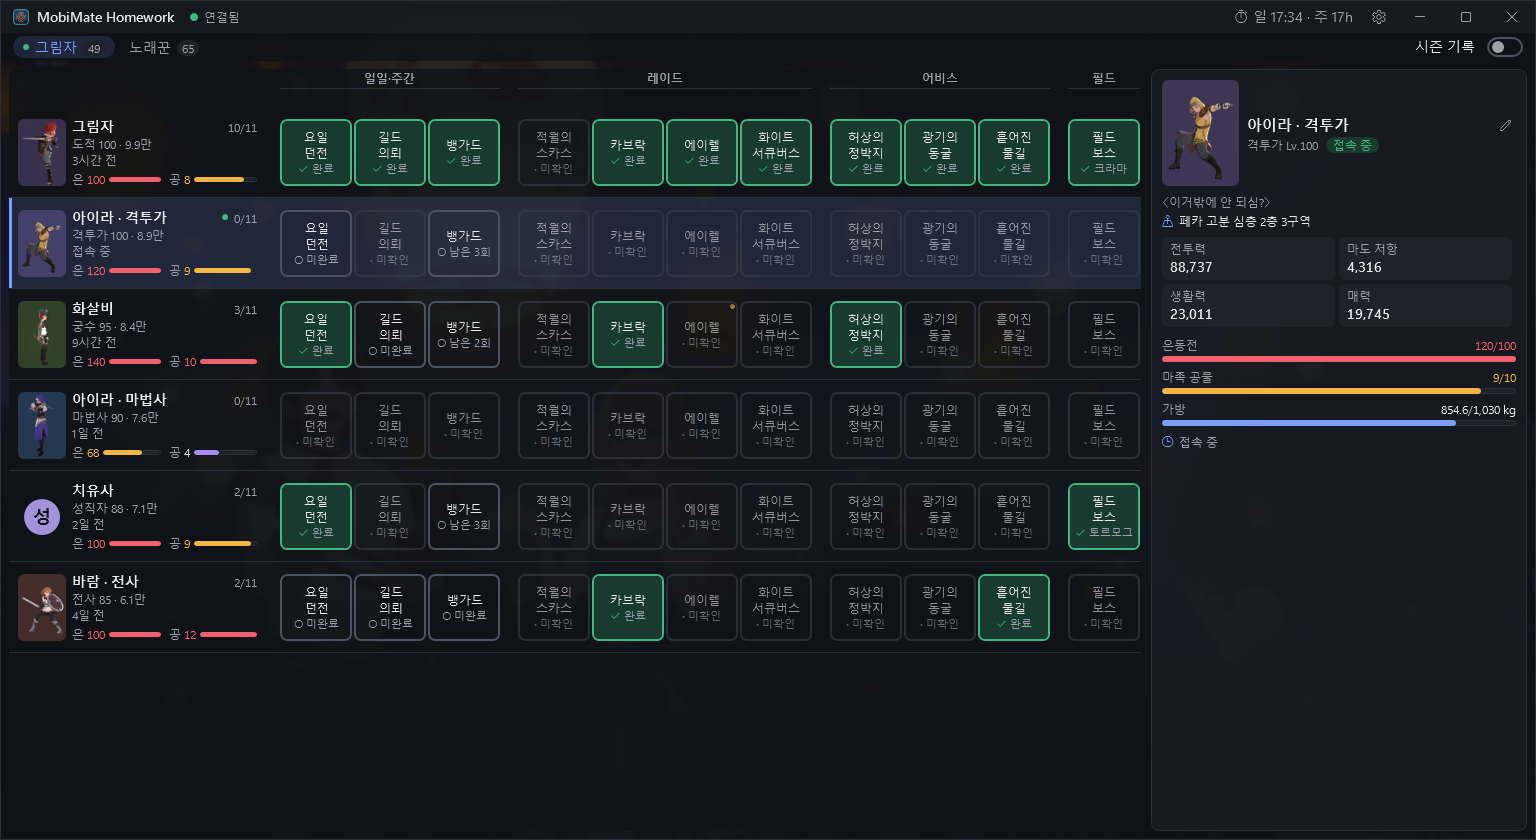 MobiMate Homework
연결됨
일 17:34 · 주 17h
그림자 49
노래꾼 65
시즌 기록
일일·주간
레이드
어비스
필드
그림자
10/11
도적 100 · 9.9만
3시간 전
은 100
공 8
요일
던전
✓ 완료
길드
의뢰
✓ 완료
뱅가드
✓ 완료
적월의
스카스
• 미확인
카브락
✓ 완료
에이렐
✓ 완료
화이트
서큐버스
✓ 완료
허상의
정박지
✓ 완료
광기의
동굴
✓ 완료
흩어진
물길
✓ 완료
필드
보스
✓ 크라마
아이라 · 격투가
0/11
격투가 100 · 8.9만
접속 중
은 120
공 9
요일
던전
○ 미완료
길드
의뢰
• 미확인
뱅가드
○ 남은 3회
적월의
스카스
• 미확인
카브락
• 미확인
에이렐
• 미확인
화이트
서큐버스
• 미확인
허상의
정박지
• 미확인
광기의
동굴
• 미확인
흩어진
물길
• 미확인
필드
보스
• 미확인
화살비
3/11
궁수 95 · 8.4만
9시간 전
은 140
공 10
요일
던전
✓ 완료
길드
의뢰
○ 미완료
뱅가드
○ 남은 2회
적월의
스카스
• 미확인
카브락
✓ 완료
에이렐
• 미확인
화이트
서큐버스
• 미확인
허상의
정박지
✓ 완료
광기의
동굴
• 미확인
흩어진
물길
• 미확인
필드
보스
• 미확인
아이라 · 마법사
0/11
마법사 90 · 7.6만
1일 전
은 68
공 4
요일
던전
• 미확인
길드
의뢰
• 미확인
뱅가드
• 미확인
적월의
스카스
• 미확인
카브락
• 미확인
에이렐
• 미확인
화이트
서큐버스
• 미확인
허상의
정박지
• 미확인
광기의
동굴
• 미확인
흩어진
물길
• 미확인
필드
보스
• 미확인
성
치유사
2/11
성직자 88 · 7.1만
2일 전
은 100
공 9
요일
던전
✓ 완료
길드
의뢰
• 미확인
뱅가드
○ 남은 3회
적월의
스카스
• 미확인
카브락
• 미확인
에이렐
• 미확인
화이트
서큐버스
• 미확인
허상의
정박지
• 미확인
광기의
동굴
• 미확인
흩어진
물길
• 미확인
필드
보스
✓ 토르모그
바람 · 전사
2/11
전사 85 · 6.1만
4일 전
은 100
공 12
요일
던전
○ 미완료
길드
의뢰
○ 미완료
뱅가드
○ 미완료
적월의
스카스
• 미확인
카브락
✓ 완료
에이렐
• 미확인
화이트
서큐버스
• 미확인
허상의
정박지
• 미확인
광기의
동굴
• 미확인
흩어진
물길
✓ 완료
필드
보스
• 미확인
아이라 · 격투가
격투가 Lv.100 접속 중
〈이거밖에 안 되심?〉
페카 고분 심층 2층 3구역
전투력
88,737
마도 저항
4,316
생활력
23,011
매력
19,745
은동전
120/100
마족 공물
9/10
가방
854.6/1,030 kg
접속 중